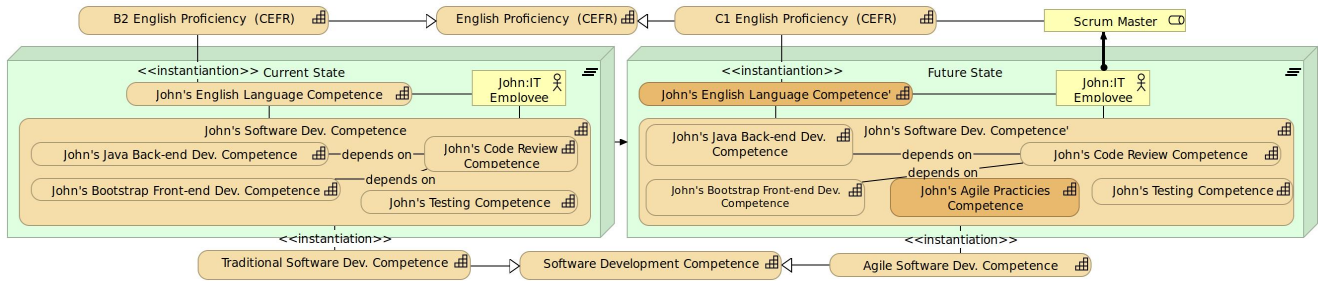 B2 English Proficiency (CEFR)
English Proficiency (CEFR)
C1 English Proficiency (CEFR)
Scrum Master
<<instantiantion>>
Current State
John's English Language Competence
John:IT
Employee
John's Software Dev. Competence
John's Java Back-end Dev. Competence
depends on
John's Code Review
Competence
depends on
John's Bootstrap Front-end Dev. Competence
John's Testing Competence
<<instantiation>>
<<instantiation>>
Future State
John's English Language Competence'
John:IT
Employee
John's Software Dev. Competence'
John's Java Back-end Dev.
Competence
depends on
John's Code Review Competence
depends on
John's Bootstrap Front-end Dev.
Competence
John's Agile Practicies
Competence
John's Testing Competence
<<instantiation>>
Traditional Software Dev. Competence
Software Development Competence
Agile Software Dev. Competence